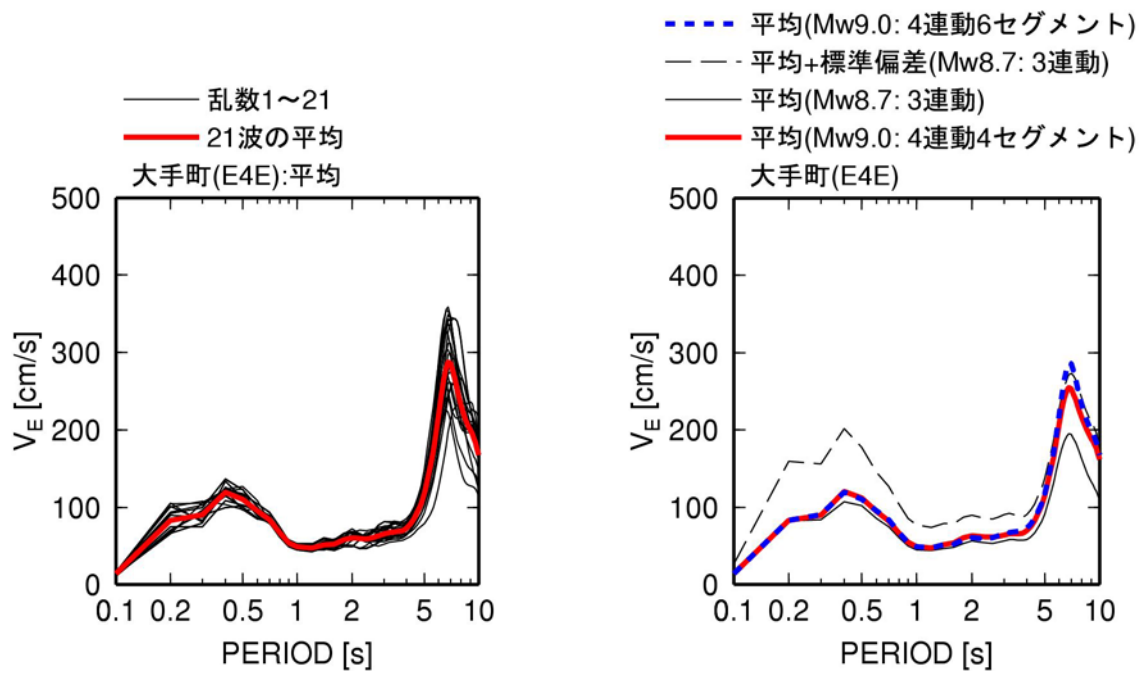 乱数1～21
21波の平均
大手町(E4E):平均
500
400
300
200
100
0
V_E [cm/s]
0.1 0.2 0.5 1 2 5 10
PERIOD [s]
平均(Mw9.0: 4連動6セグメント)
平均+標準偏差(Mw8.7: 3連動)
平均(Mw8.7: 3連動)
平均(Mw9.0: 4連動4セグメント)
大手町(E4E)
500
400
300
200
100
0
V_E [cm/s]
0.1 0.2 0.5 1 2 5 10
PERIOD [s]